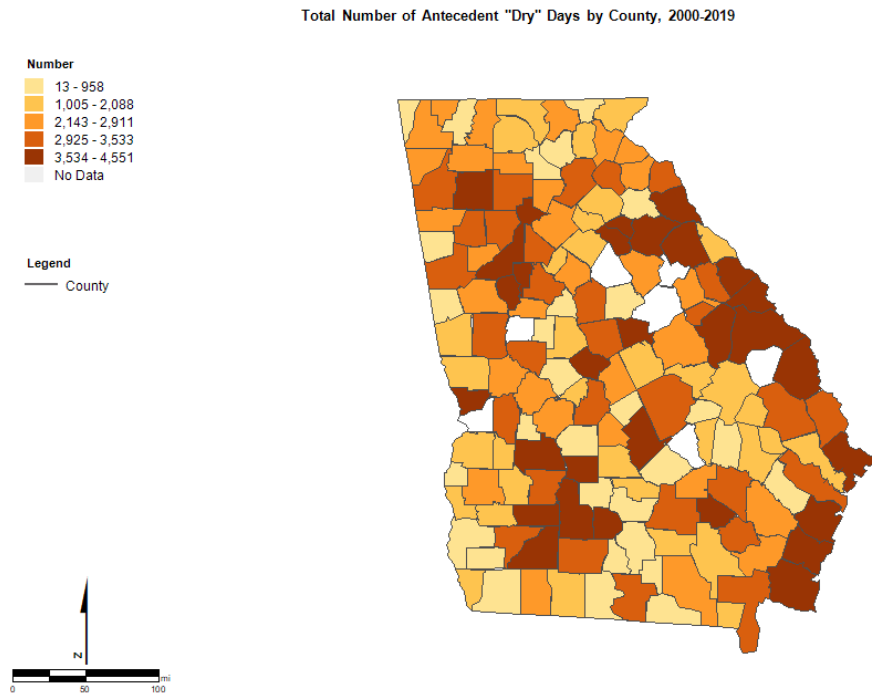 Total Number of Antecedent "Dry" Days by County, 2000-2019
Number
13 - 958
1,005 - 2,088
2,143 - 2,911
2,925 - 3,533
3,534 - 4,551
No Data
Legend
County
N
mi
0 50 100